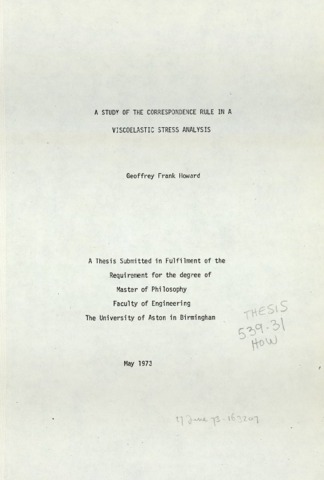 A STUDY OF THE CORRESPONDENCE RULE IN A
VISCOELASTIC STRESS ANALYSIS
Geoffrey Frank Howard
A Thesis Submitted in Fulfilment of the
Requirement for the degree of
Master of Philosophy
Faculty of Engineering
The University of Aston in Birmingham
THESIS
539.31
HOW
May 1973
June